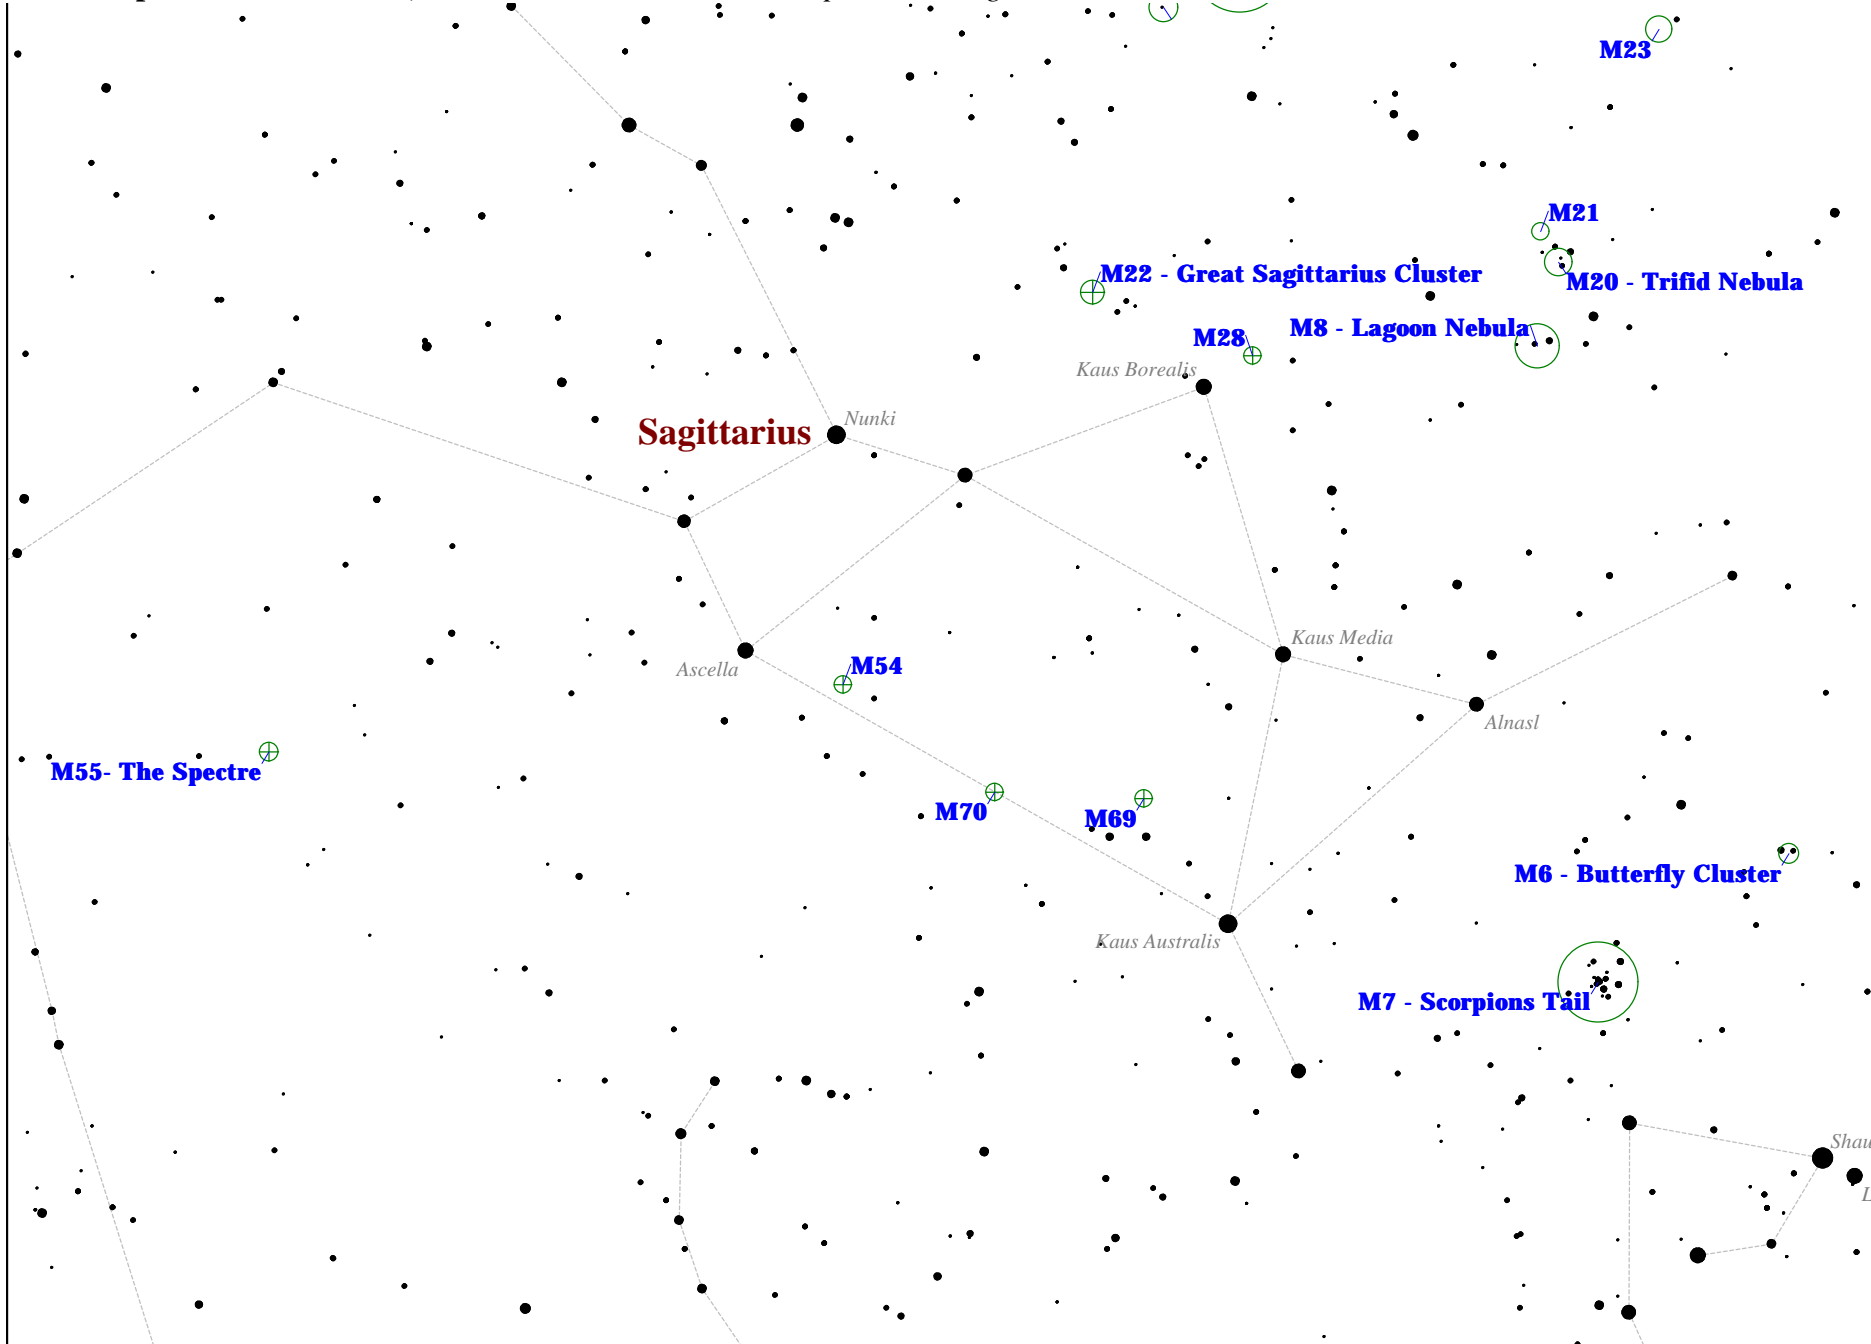 M23
M21
M22 - Great Sagittarius Cluster
M20 - Trifid Nebula
M8 - Lagoon Nebula
M28
Kaus Borealis
Nunki
Sagittarius
Kaus Media
M54
Ascella
Alnasl
M55- The Spectre
M70
M69
M6 - Butterfly Cluster
Kaus Australis
M7 - Scorpions Tail
Shau
L